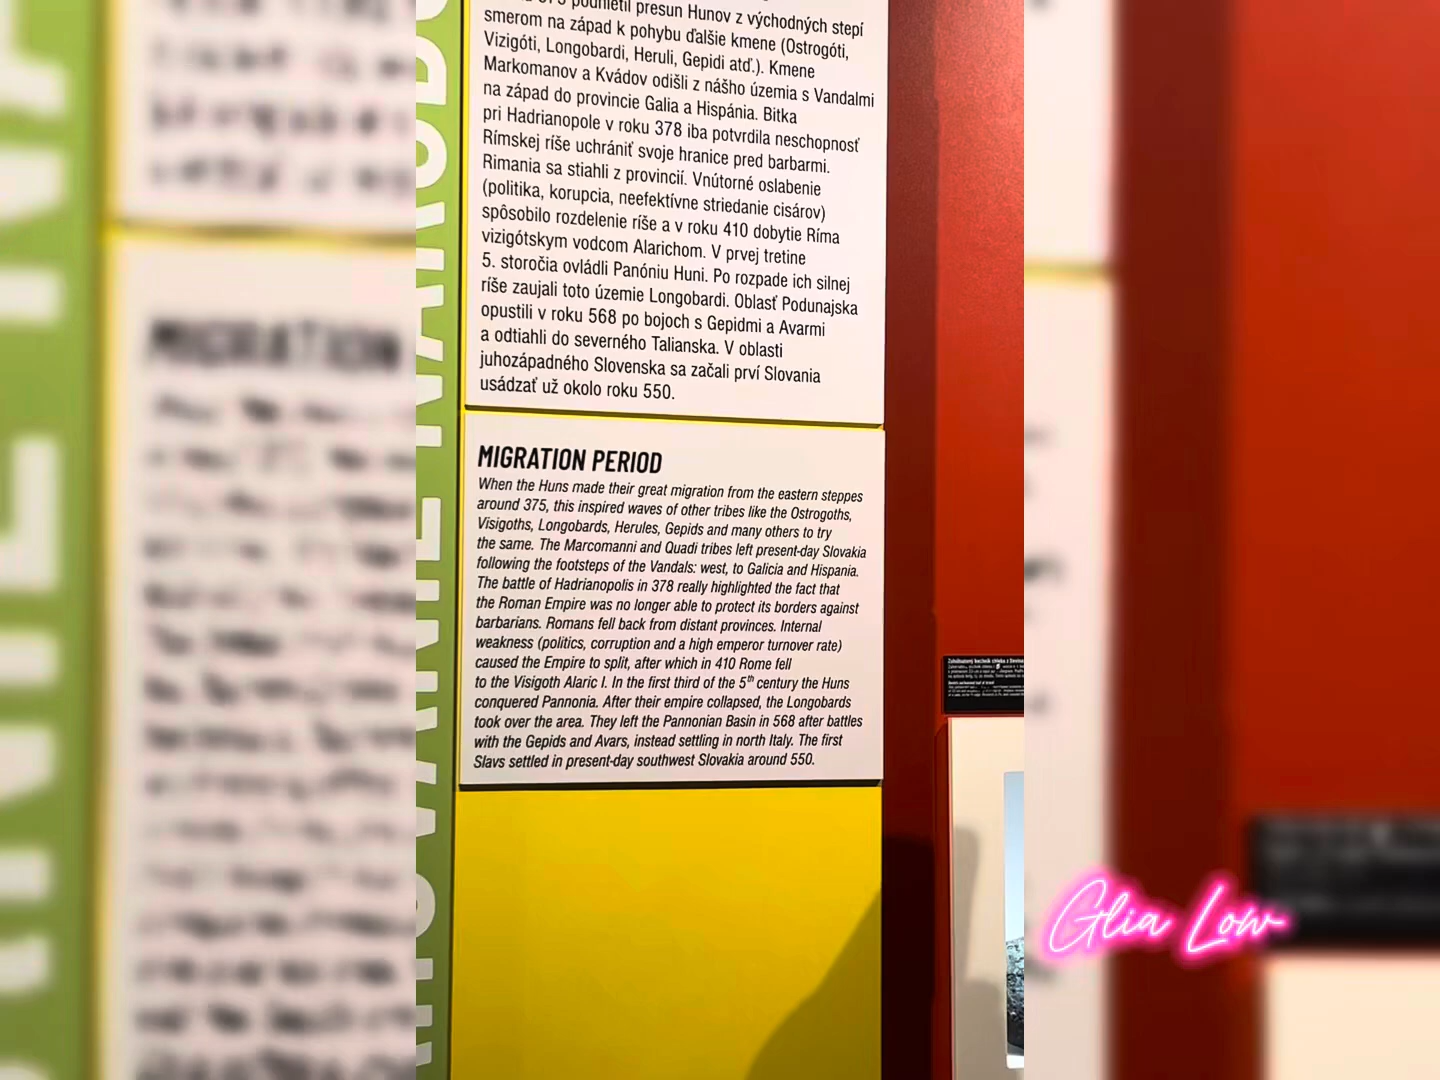 podnietil presun Hunov z východných stepí
smerom na západ k pohybu ďalšie kmene (Ostrogóti,
Vizigóti, Longobardi, Heruli, Gepidi atď.). Kmene
Markomanov a Kvádov odišli z nášho územia s Vandalmi
na západ do provincie Galia a Hispánia. Bitka
pri Hadrianopole v roku 378 iba potvrdila neschopnosť
Rímskej ríše uchrániť svoje hranice pred barbarmi.
Rimania sa stiahli z provincií. Vnútorné oslabenie
(politika, korupcia, neefektívne striedanie cisárov)
spôsobilo rozdelenie ríše a v roku 410 dobytie Ríma
vizigótskym vodcom Alarichom. V prvej tretine
5. storočia ovládli Panóniu Huni. Po rozpade ich silnej
ríše zaujali toto územie Longobardi. Oblasť Podunajska
opustili v roku 568 po bojoch s Gepidmi a Avarmi
a odtiahli do severného Talianska. V oblasti
juhozápadného Slovenska sa začali prví Slovania
usádzať už okolo roku 550.
MIGRATION PERIOD
When the Huns made their great migration from the eastern steppes
around 375, this inspired waves of other tribes like the Ostrogoths,
Visigoths, Longobards, Herules, Gepids and many others to try
the same. The Marcomanni and Quadi tribes left present-day Slovakia
following the footsteps of the Vandals: west, to Galicia and Hispania.
The battle of Hadrianopolis in 378 really highlighted the fact that
the Roman Empire was no longer able to protect its borders against
barbarians. Romans fell back from distant provinces. Internal
weakness (politics, corruption and a high emperor turnover rate)
caused the Empire to split, after which in 410 Rome fell
to the Visigoth Alaric I. In the first third of the 5th century the Huns
conquered Pannonia. After their empire collapsed, the Longobards
took over the area. They left the Pannonian Basin in 568 after battles
with the Gepids and Avars, instead settling in north Italy. The first
Slavs settled in present-day southwest Slovakia around 550.
Glia Low